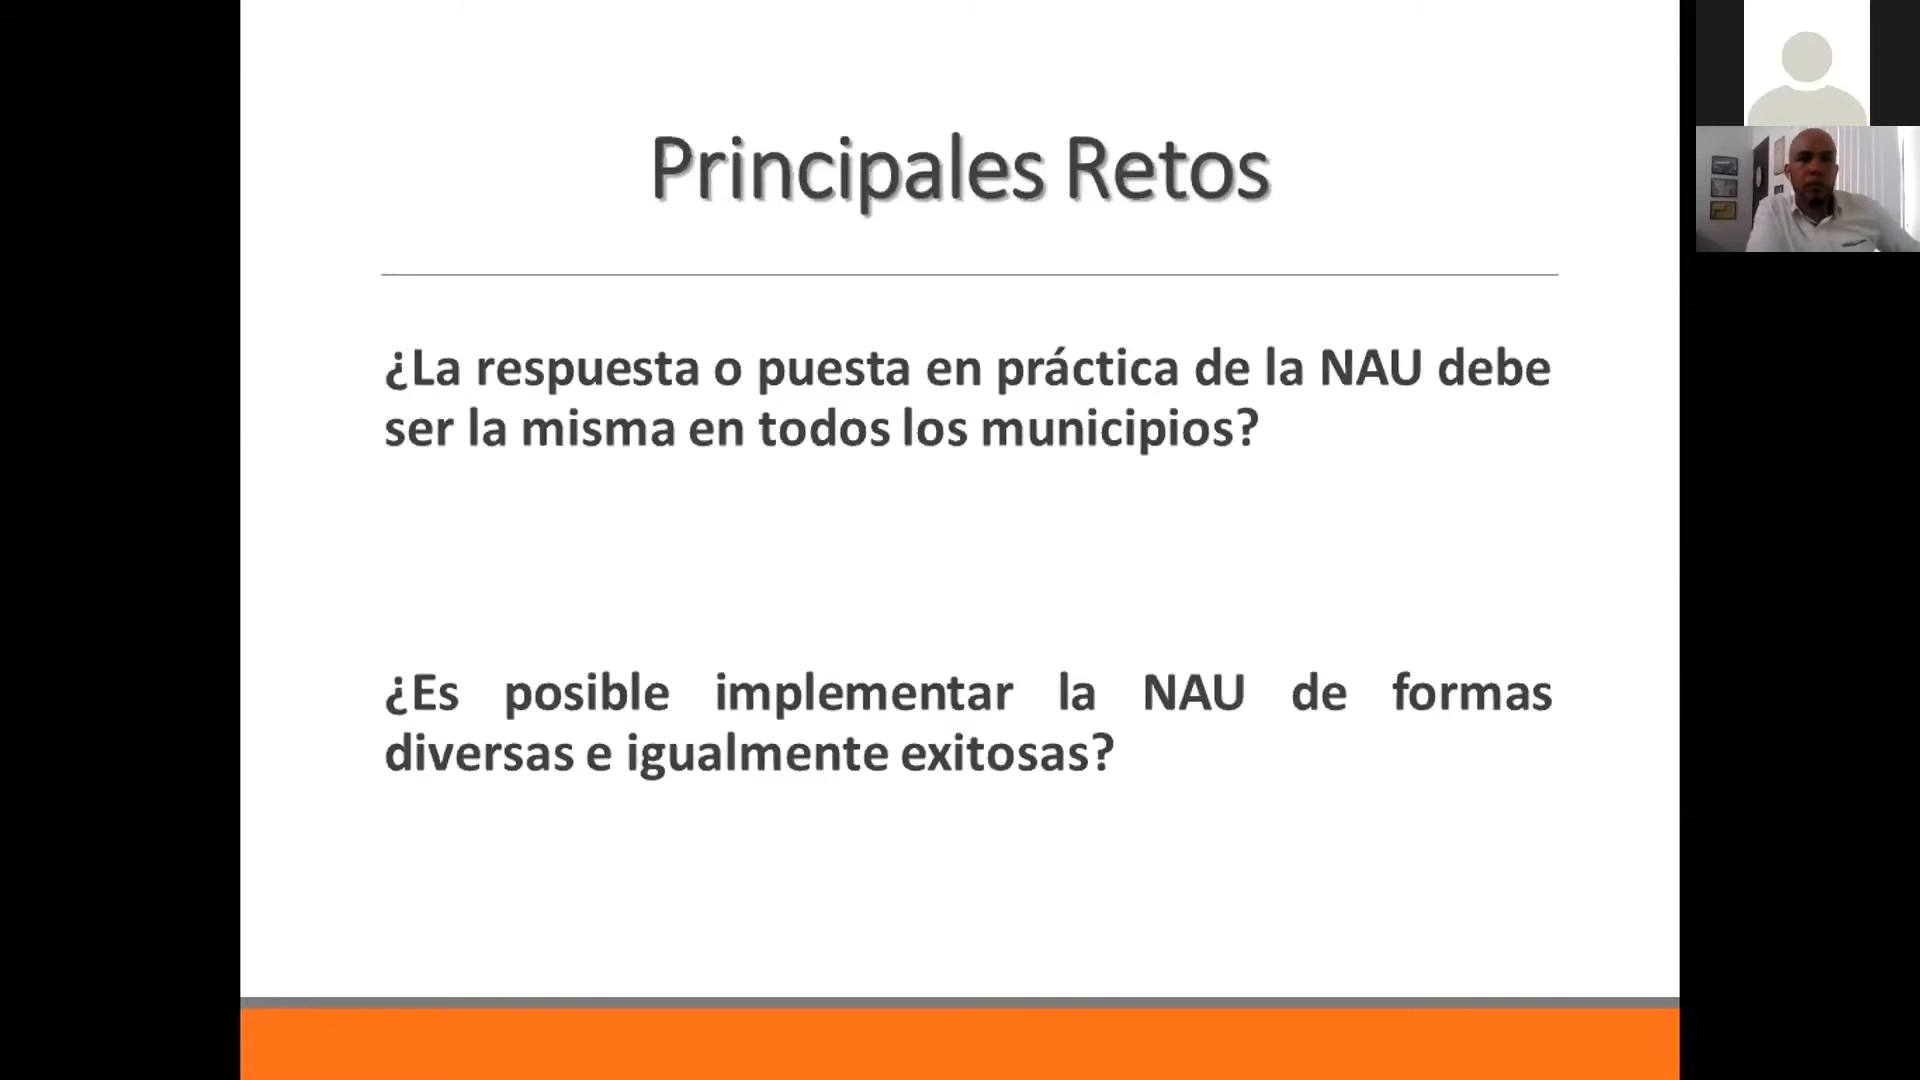 Principales Retos
¿La respuesta o puesta en práctica de la NAU debe
ser la misma en todos los municipios?
¿Es posible implementar la NAU de formas
diversas e igualmente exitosas?